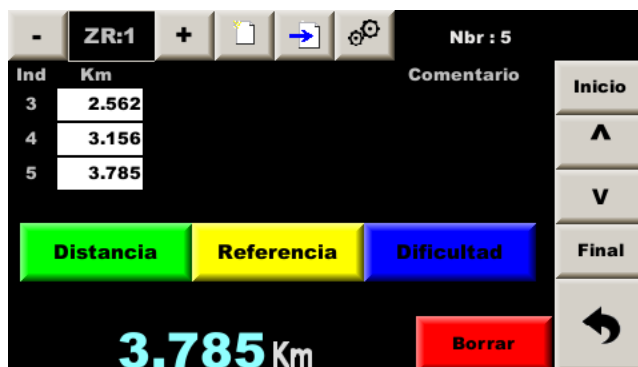 - ZR:1 + Nbr : 5
Ind Km Comentario
Inicio
3 2.562
4 3.156
5 3.785
Distancia Referencia Dificultad Final
3.785 Km Borrar